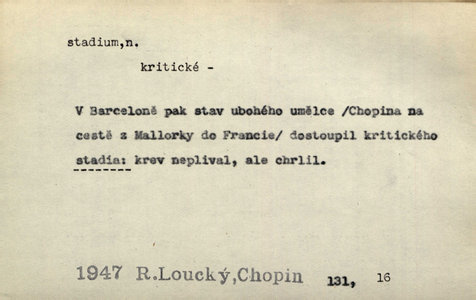 stadium,n.
kritické -
V Barceloně pak stav ubohého umělce /Chopina na
cestě z Mallorky do Francie/ dostoupil kritického
stadia: krev neplival, ale chrlil.
1947 R.Loucký,Chopin 131, 16